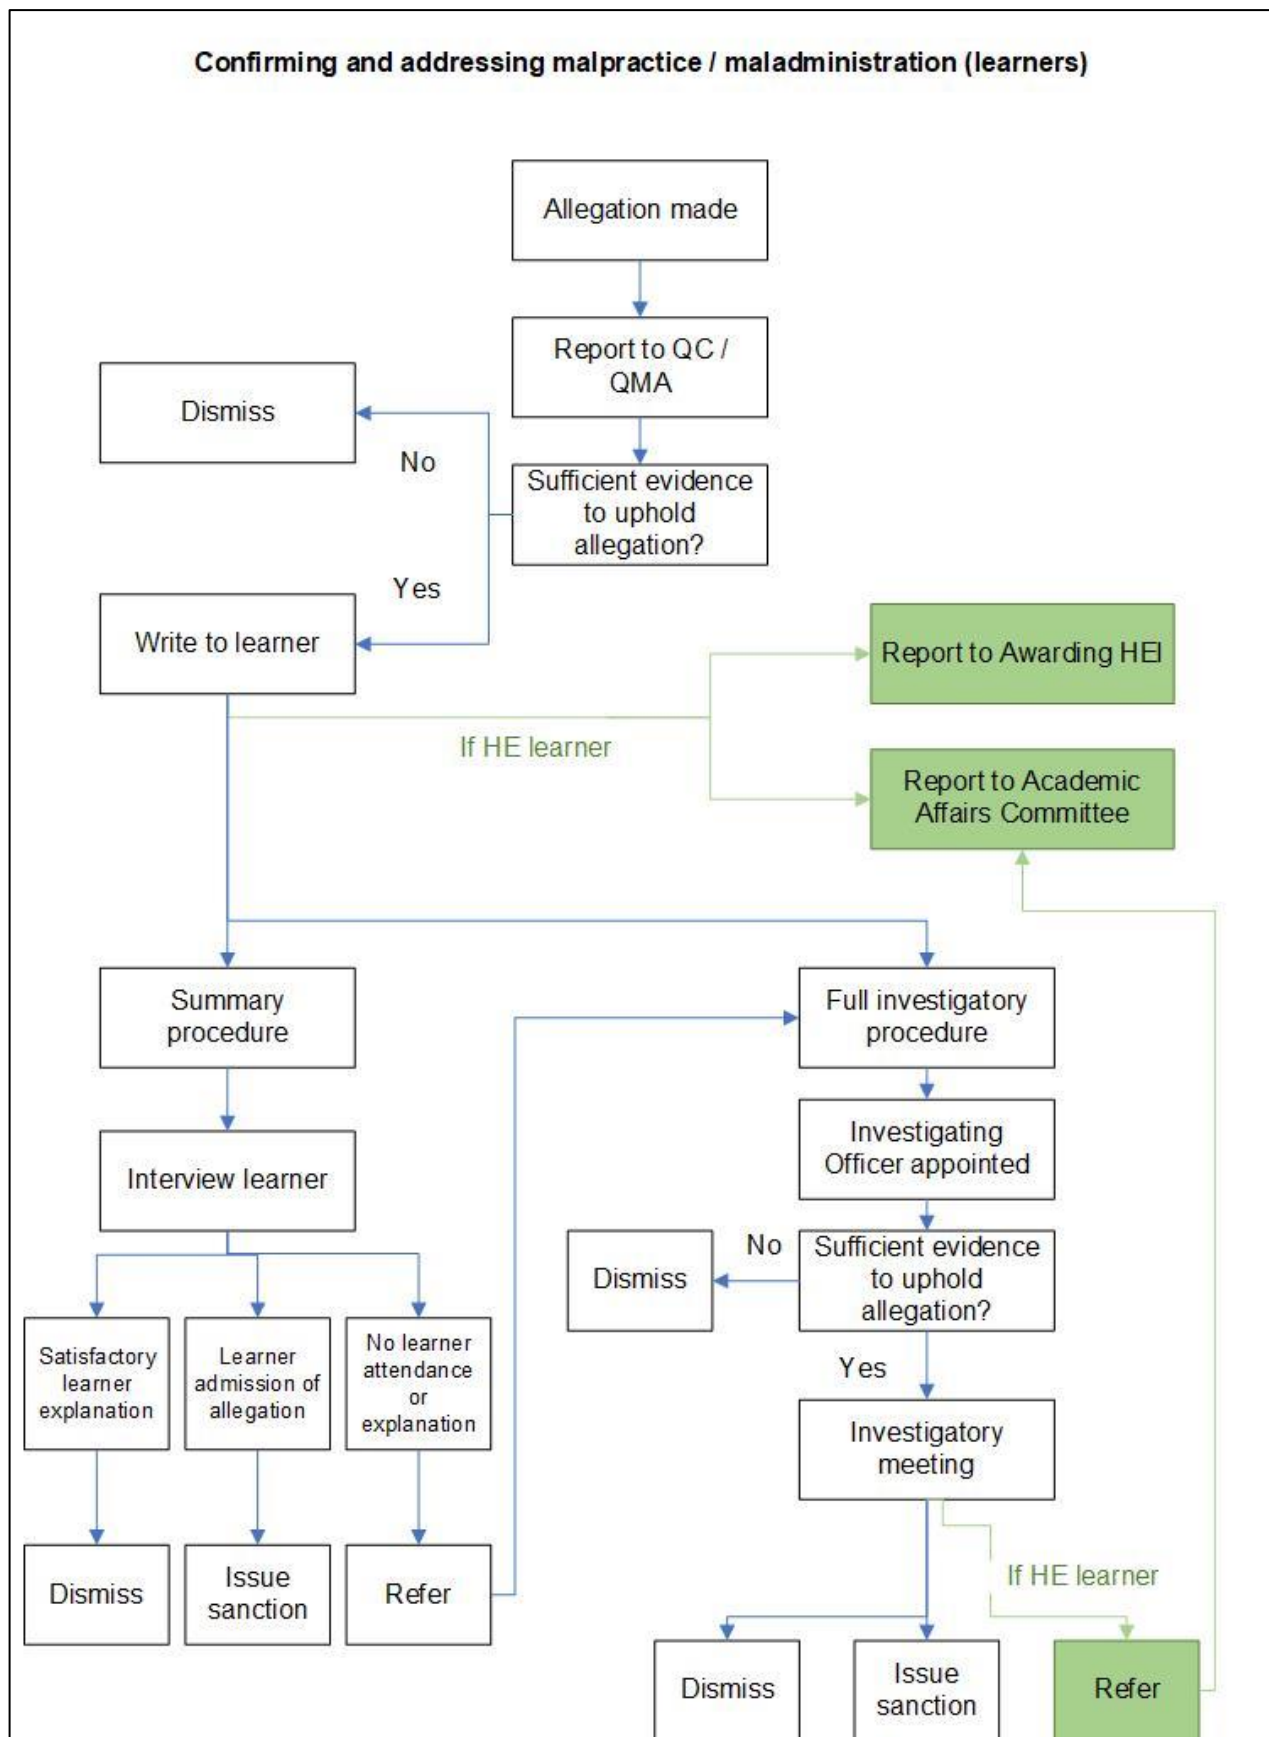 Confirming and addressing malpractice / maladministration (learners)
Allegation made
Report to QC /
QMA
Dismiss
No
Sufficient evidence
to uphold
allegation?
Yes
Write to learner
Report to Awarding HEI
If HE learner
Report to Academic
Affairs Committee
Summary
procedure
Full investigatory
procedure
Interview learner
Investigating
Officer appointed
Sufficient evidence
to uphold
allegation?
No
Dismiss
Yes
Satisfactory
learner
explanation
Learner
admission of
allegation
No learner
attendance
or
explanation
Investigatory
meeting
Dismiss
Issue
sanction
Refer
If HE learner
Dismiss
Issue
sanction
Refer